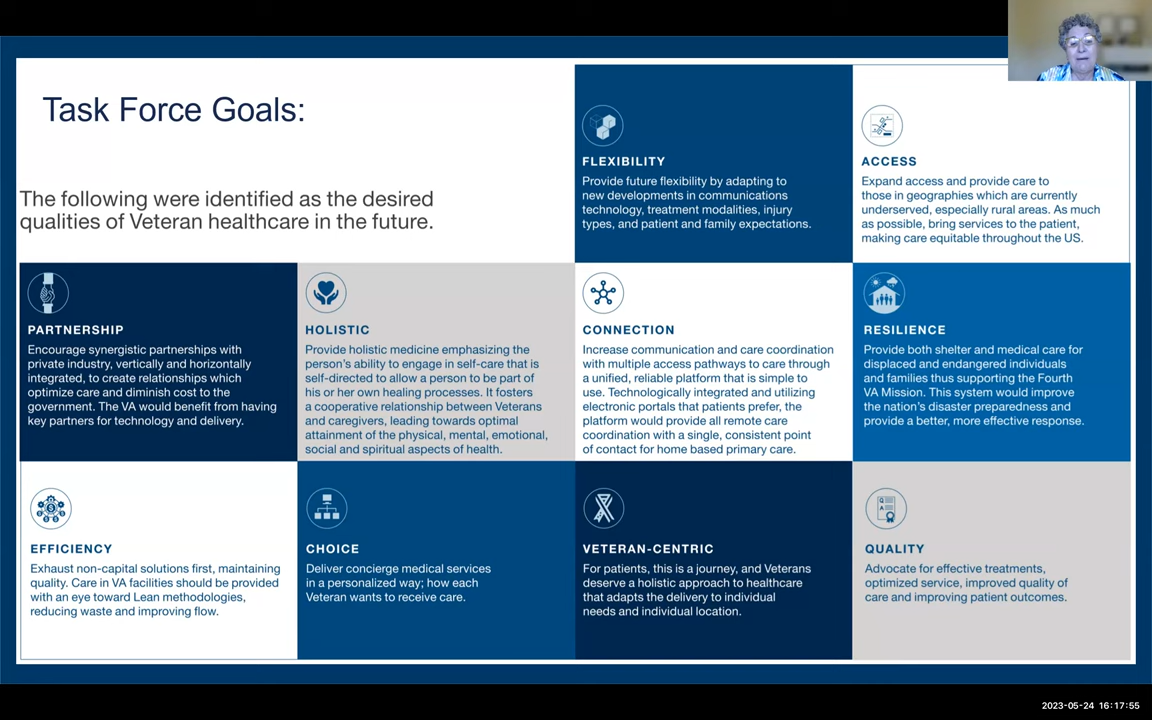 Task Force Goals:
The following were identified as the desired
qualities of Veteran healthcare in the future.
FLEXIBILITY
Provide future flexibility by adapting to
new developments in communications
technology, treatment modalities, injury
types, and patient and family expectations.
ACCESS
Expand access and provide care to
those in geographies which are currently
underserved, especially rural areas. As much
as possible, bring services to the patient,
making care equitable throughout the US.
PARTNERSHIP
Encourage synergistic partnerships with
private industry, vertically and horizontally
integrated, to create relationships which
optimize care and diminish cost to the
government. The VA would benefit from having
key partners for technology and delivery.
HOLISTIC
Provide holistic medicine emphasizing the
person's ability to engage in self-care that is
self-directed to allow a person to be part of
his or her own healing processes. It fosters
a cooperative relationship between Veterans
and caregivers, leading towards optimal
attainment of the physical, mental, emotional,
social and spiritual aspects of health.
CONNECTION
Increase communication and care coordination
with multiple access pathways to care through
a unified, reliable platform that is simple to
use. Technologically integrated and utilizing
electronic portals that patients prefer, the
platform would provide all remote care
coordination with a single, consistent point
of contact for home based primary care.
RESILIENCE
Provide both shelter and medical care for
displaced and endangered individuals
and families thus supporting the Fourth
VA Mission. This system would improve
the nation's disaster preparedness and
provide a better, more effective response.
EFFICIENCY
Exhaust non-capital solutions first, maintaining
quality. Care in VA facilities should be provided
with an eye toward Lean methodologies,
reducing waste and improving flow.
CHOICE
Deliver concierge medical services
in a personalized way; how each
Veteran wants to receive care.
VETERAN-CENTRIC
For patients, this is a journey, and Veterans
deserve a holistic approach to healthcare
that adapts the delivery to individual
needs and individual location.
Q
A
QUALITY
Advocate for effective treatments,
optimized service, improved quality of
care and improving patient outcomes.
2023-05-24 16:17:55